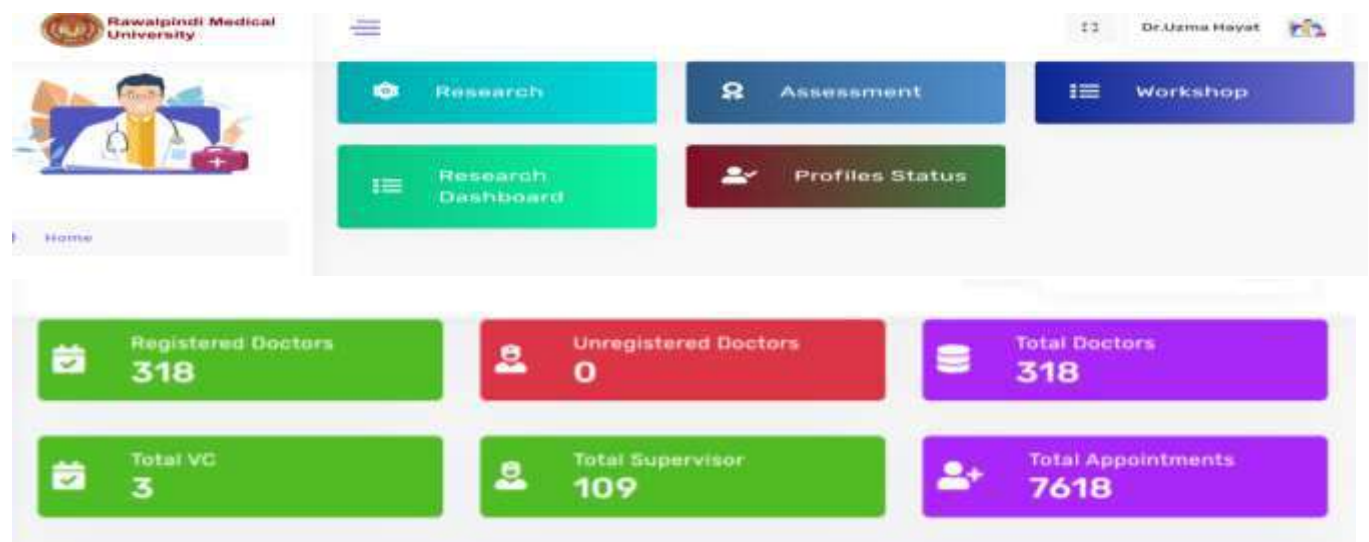 Rawalpindi Medical
University
Dr.Uzma Hayat
Research
Assessment
Workshop
Research
Dashboard
Profiles Status
Home
Registered Doctors
318
Unregistered Doctors
0
Total Doctors
318
Total VC
3
Total Supervisor
109
Total Appointments
7618